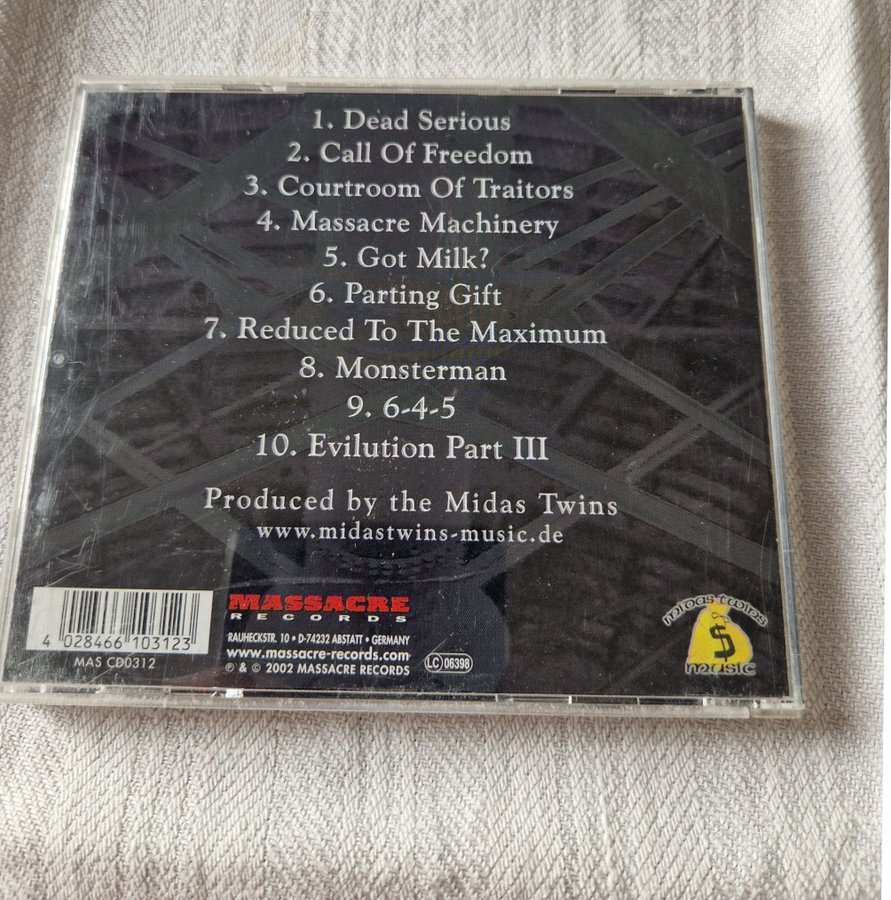 1. Dead Serious
2. Call Of Freedom
3. Courtroom Of Traitors
4. Massacre Machinery
5. Got Milk?
6. Parting Gift
7. Reduced To The Maximum
8. Monsterman
9. 6-4-5
10. Evilution Part III
Produced by the Midas Twins
www.midastwins-music.de
4 028466 103123
MAS CD0312
MASSACRE
RECORDS
RAUHECKSTR. 10 • D-74232 ABSTATT • GERMANY
www.massacre-records.com
℗ & © 2002 MASSACRE RECORDS
LC 06398
midas twins
$
music